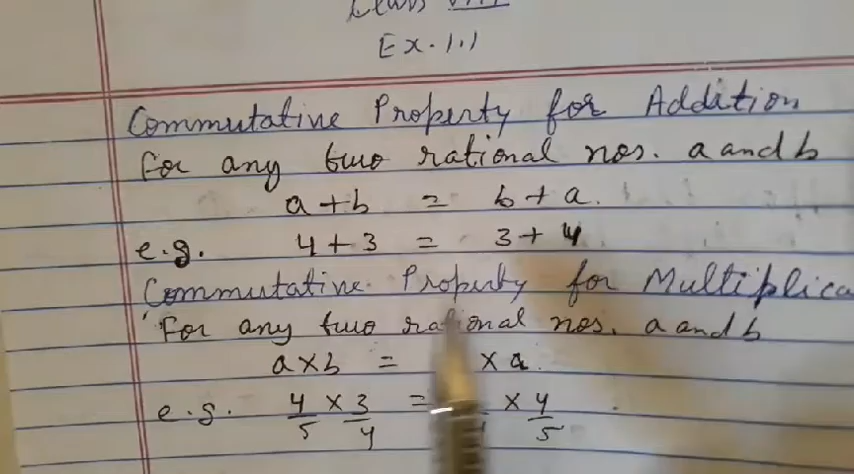 Ex. 1.1
Commutative Property for Addition
For any two rational nos. a and b
a + b = b + a.
e.g. 4 + 3 = 3 + 4
Commutative Property for Multiplica
For any two rational nos. a and b
a × b = × a.
e.g. 4/5 × 3/4 = × 4/5